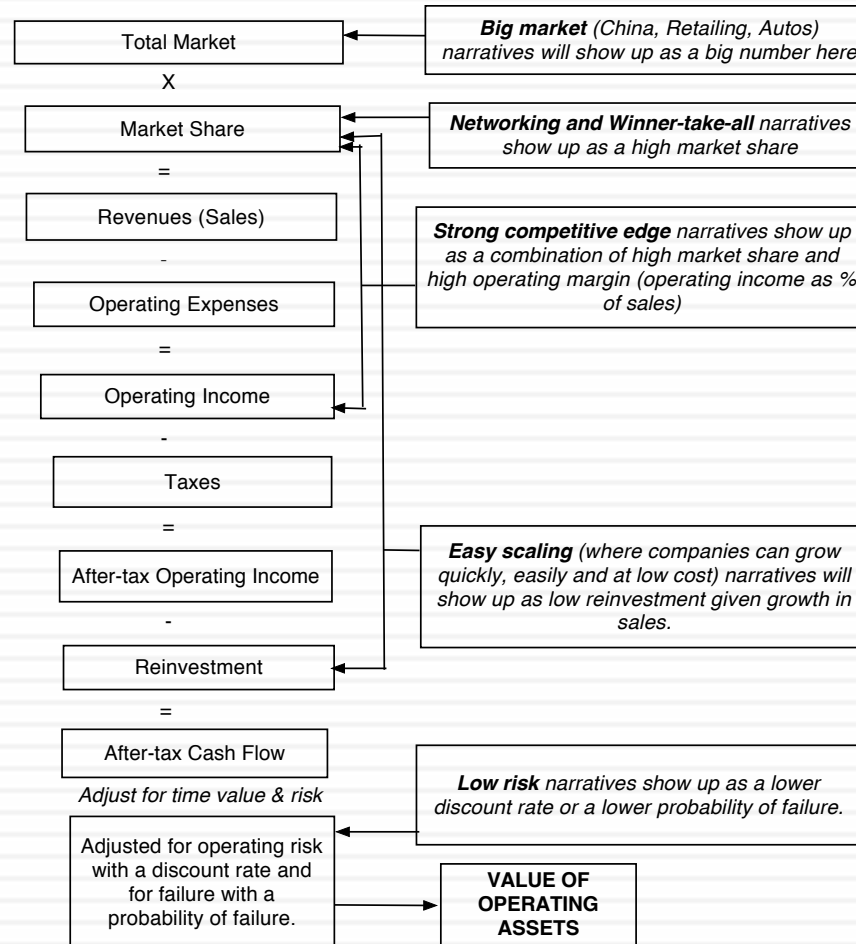 Total Market
Big market (China, Retailing, Autos)
narratives will show up as a big number here
X
Market Share
Networking and Winner-take-all narratives
show up as a high market share
=
Revenues (Sales)
Strong competitive edge narratives show up
as a combination of high market share and
high operating margin (operating income as %
of sales)
-
Operating Expenses
=
Operating Income
-
Taxes
=
After-tax Operating Income
Easy scaling (where companies can grow
quickly, easily and at low cost) narratives will
show up as low reinvestment given growth in
sales.
-
Reinvestment
=
After-tax Cash Flow
Adjust for time value & risk
Low risk narratives show up as a lower
discount rate or a lower probability of failure.
Adjusted for operating risk
with a discount rate and
for failure with a
probability of failure.
VALUE OF
OPERATING
ASSETS